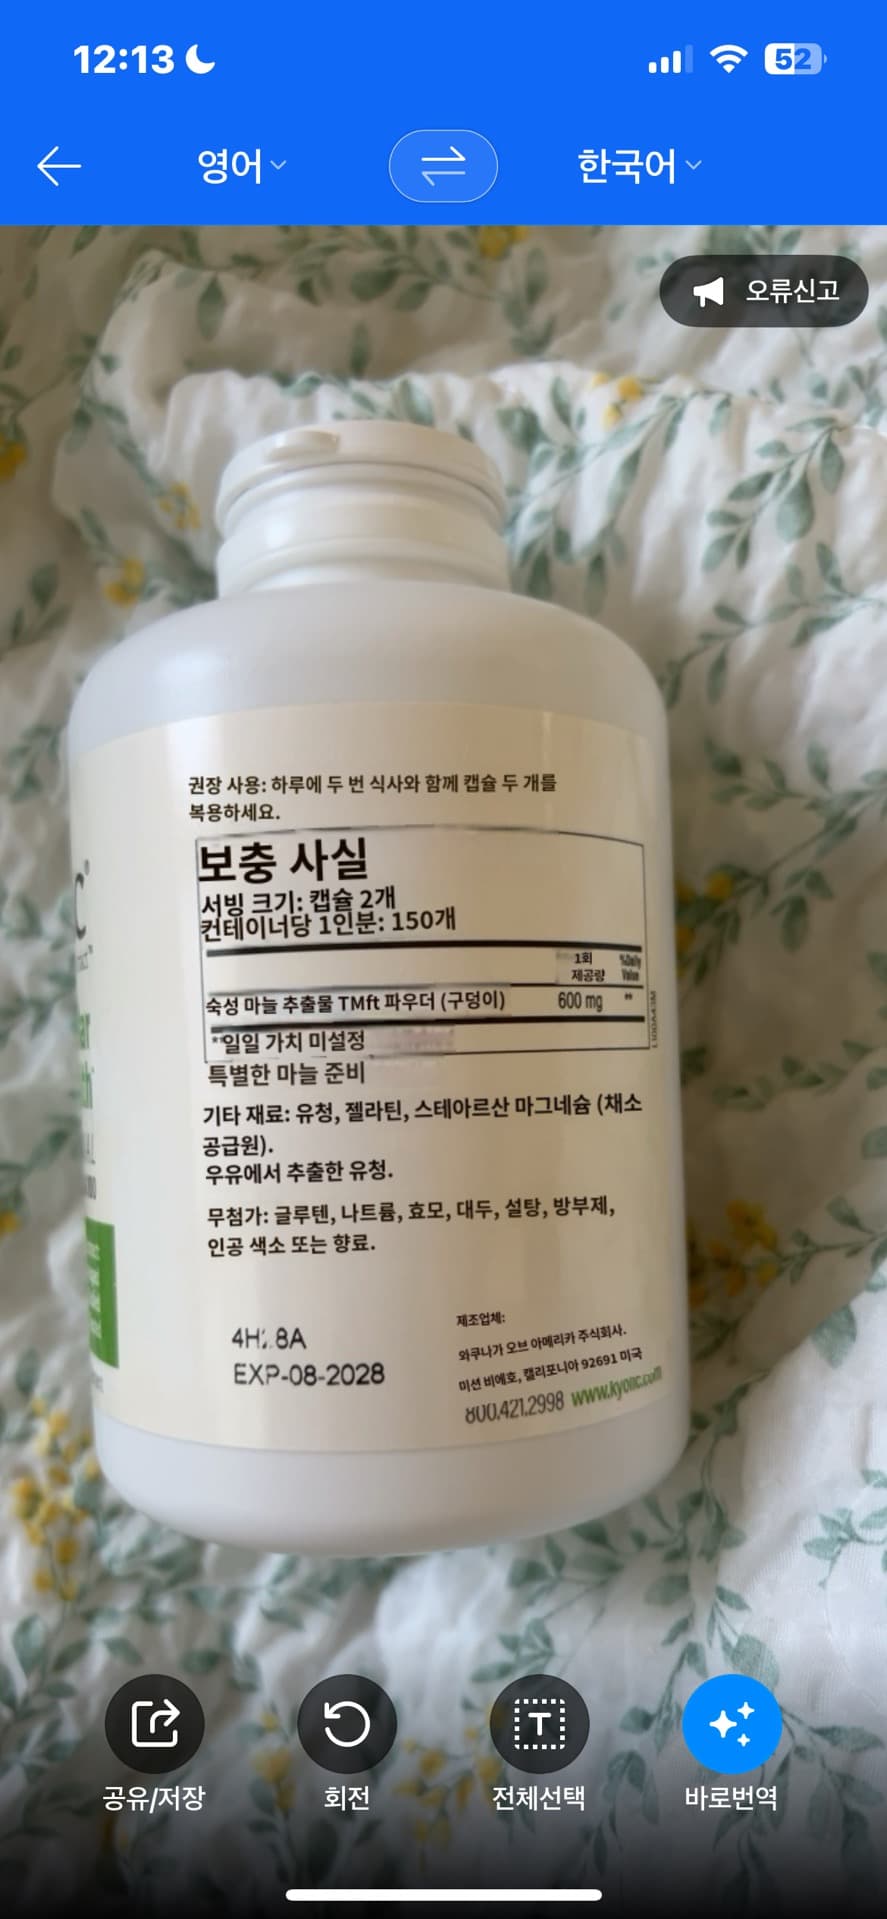 12:13
52
영어
한국어
오류신고
권장 사용: 하루에 두 번 식사와 함께 캡슐 두 개를
복용하세요.
보충 사실
서빙 크기: 캡슐 2개
컨테이너당 1인분: 150개
1회 %Daily
제공량 Value
숙성 마늘 추출물 TMft 파우더 (구덩이) 600 mg **
**일일 가치 미설정
특별한 마늘 준비
기타 재료: 유청, 젤라틴, 스테아르산 마그네슘 (채소
공급원).
우유에서 추출한 유청.
무첨가: 글루텐, 나트륨, 효모, 대두, 설탕, 방부제,
인공 색소 또는 향료.
EXP-08-2028
제조업체:
와쿠나가 오브 아메리카 주식회사.
미션 비에호, 캘리포니아 92691 미국
800.421.2998 www.kyolic.com
공유/저장
회전
T
전체선택
바로번역